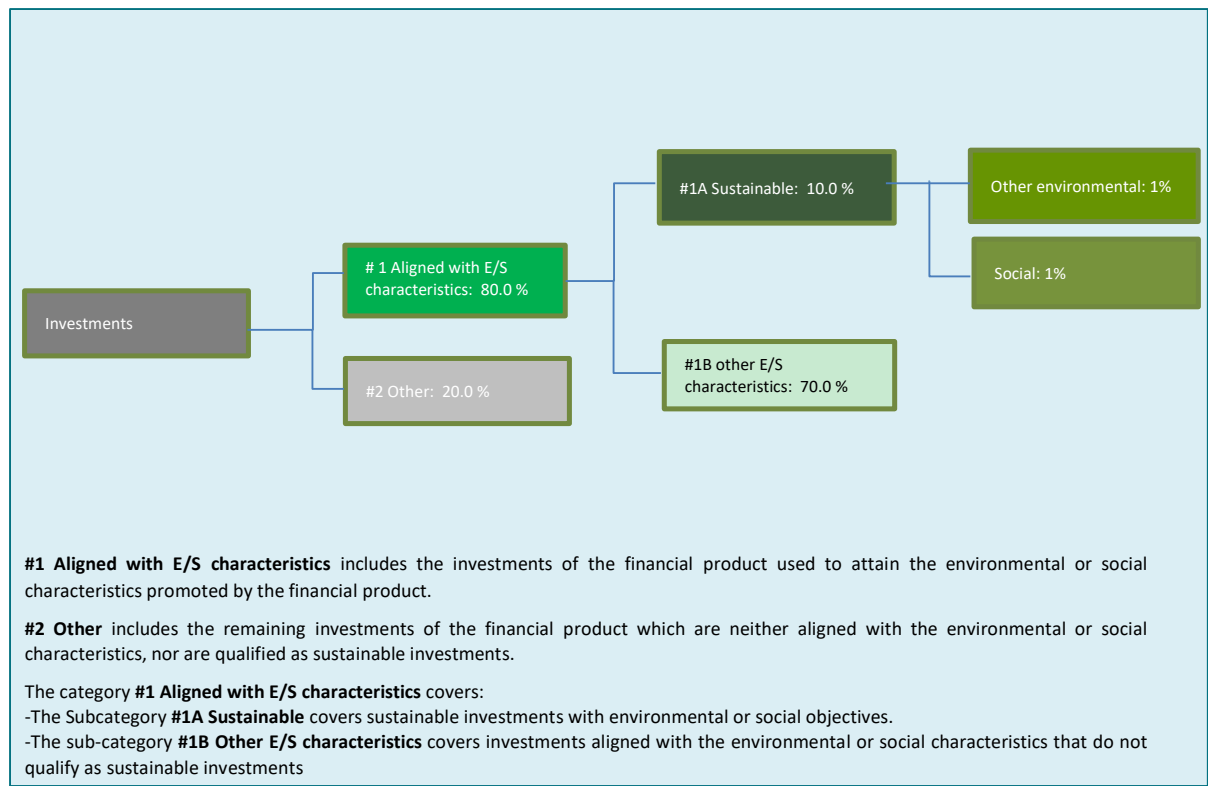 #1A Sustainable:  10.0 %
Other environmental: 1%
# 1 Aligned with E/S
characteristics:  80.0 %
Social: 1%
Investments
#1B other E/S
characteristics:  70.0 %
#2 Other:  20.0 %
#1 Aligned with E/S characteristics includes the investments of the financial product used to attain the environmental or social
characteristics promoted by the financial product.
#2 Other includes the remaining investments of the financial product which are neither aligned with the environmental or social
characteristics, nor are qualified as sustainable investments.
The category #1 Aligned with E/S characteristics covers:
-The Subcategory #1A Sustainable covers sustainable investments with environmental or social objectives.
-The sub-category #1B Other E/S characteristics covers investments aligned with the environmental or social characteristics that do not
qualify as sustainable investments